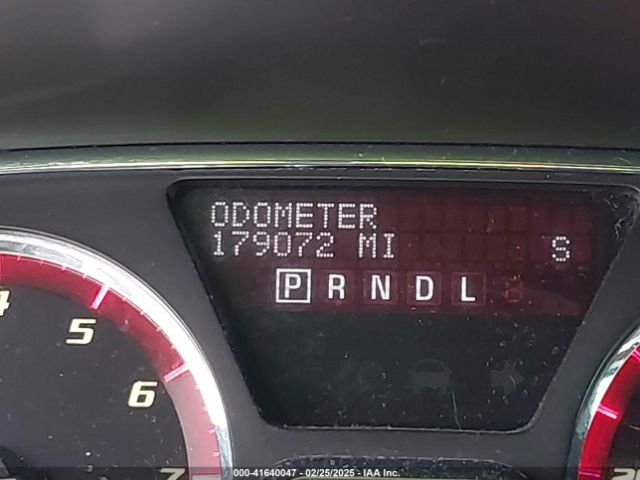 ODOMETER
179072 MI S
P R N D L
4
5
6
7
000-41640047 - 02/25/2025 - IAA Inc.